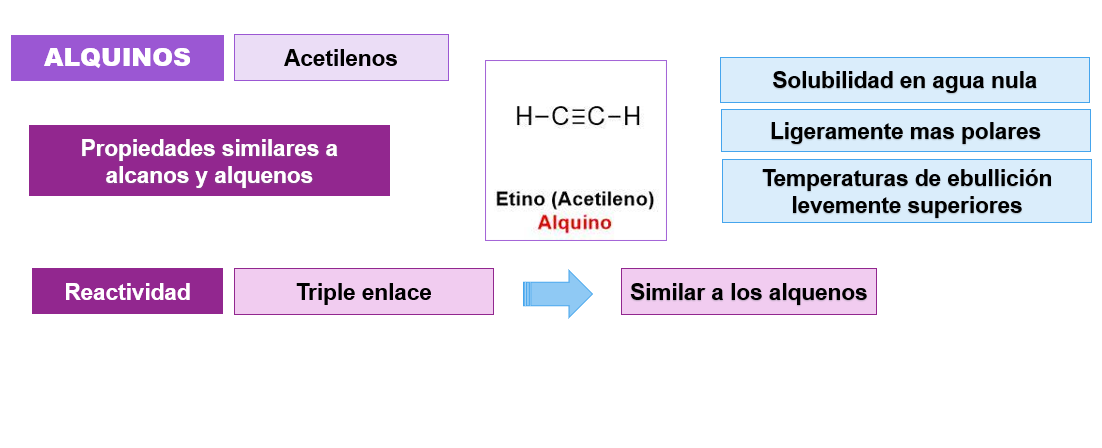 ALQUINOS
Acetilenos
Propiedades similares a
alcanos y alquenos
H−C≡C−H
Etino (Acetileno)
Alquino
Solubilidad en agua nula
Ligeramente mas polares
Temperaturas de ebullición
levemente superiores
Reactividad
Triple enlace
Similar a los alquenos